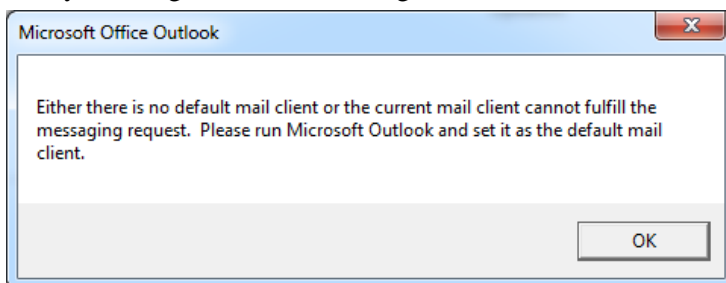 Microsoft Office Outlook
Either there is no default mail client or the current mail client cannot fulfill the
messaging request.  Please run Microsoft Outlook and set it as the default mail
client.
OK